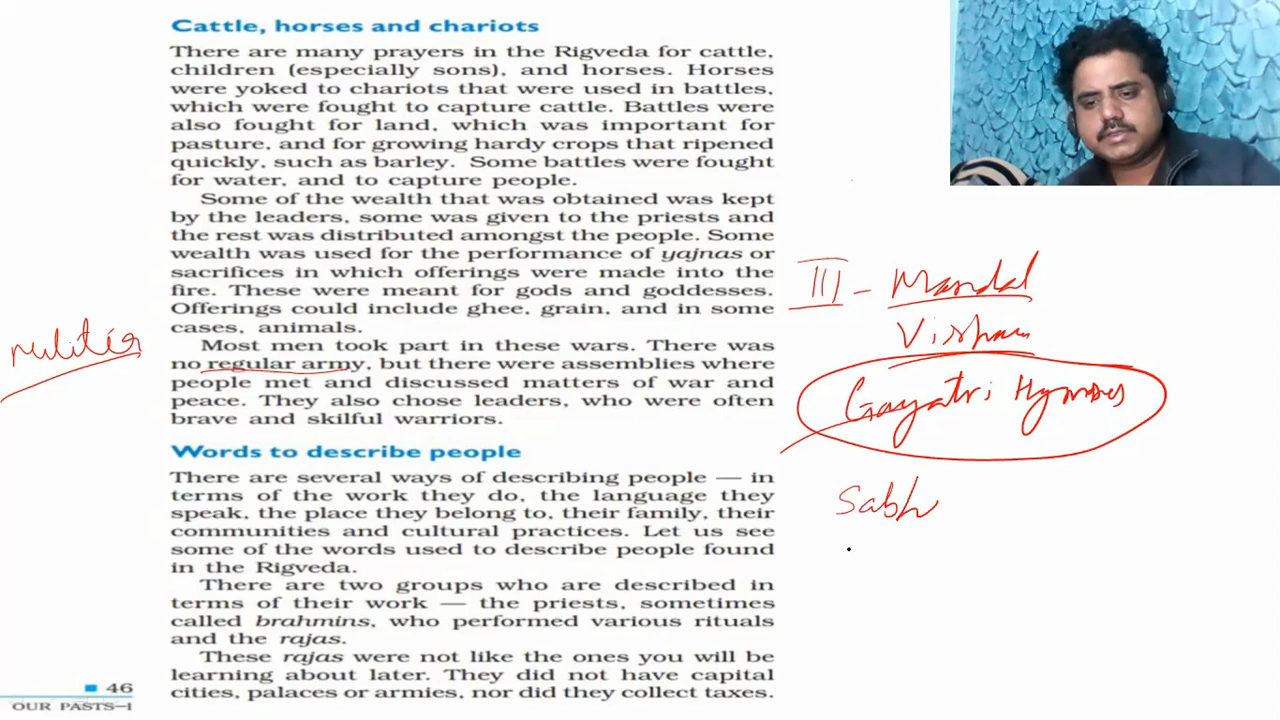 Cattle, horses and chariots
There are many prayers in the Rigveda for cattle,
children (especially sons), and horses. Horses
were yoked to chariots that were used in battles,
which were fought to capture cattle. Battles were
also fought for land, which was important for
pasture, and for growing hardy crops that ripened
quickly, such as barley. Some battles were fought
for water, and to capture people.
Some of the wealth that was obtained was kept
by the leaders, some was given to the priests and
the rest was distributed amongst the people. Some
wealth was used for the performance of yajnas or
sacrifices in which offerings were made into the
fire. These were meant for gods and goddesses.
Offerings could include ghee, grain, and in some
cases, animals.
Most men took part in these wars. There was
no regular army, but there were assemblies where
people met and discussed matters of war and
peace. They also chose leaders, who were often
brave and skilful warriors.
Words to describe people
There are several ways of describing people — in
terms of the work they do, the language they
speak, the place they belong to, their family, their
communities and cultural practices. Let us see
some of the words used to describe people found
in the Rigveda.
There are two groups who are described in
terms of their work — the priests, sometimes
called brahmins, who performed various rituals
and the rajas.
These rajas were not like the ones you will be
learning about later. They did not have capital
cities, palaces or armies, nor did they collect taxes.
46
OUR PASTS–I
III - Mandal
Gayatri Hymns
Sabh